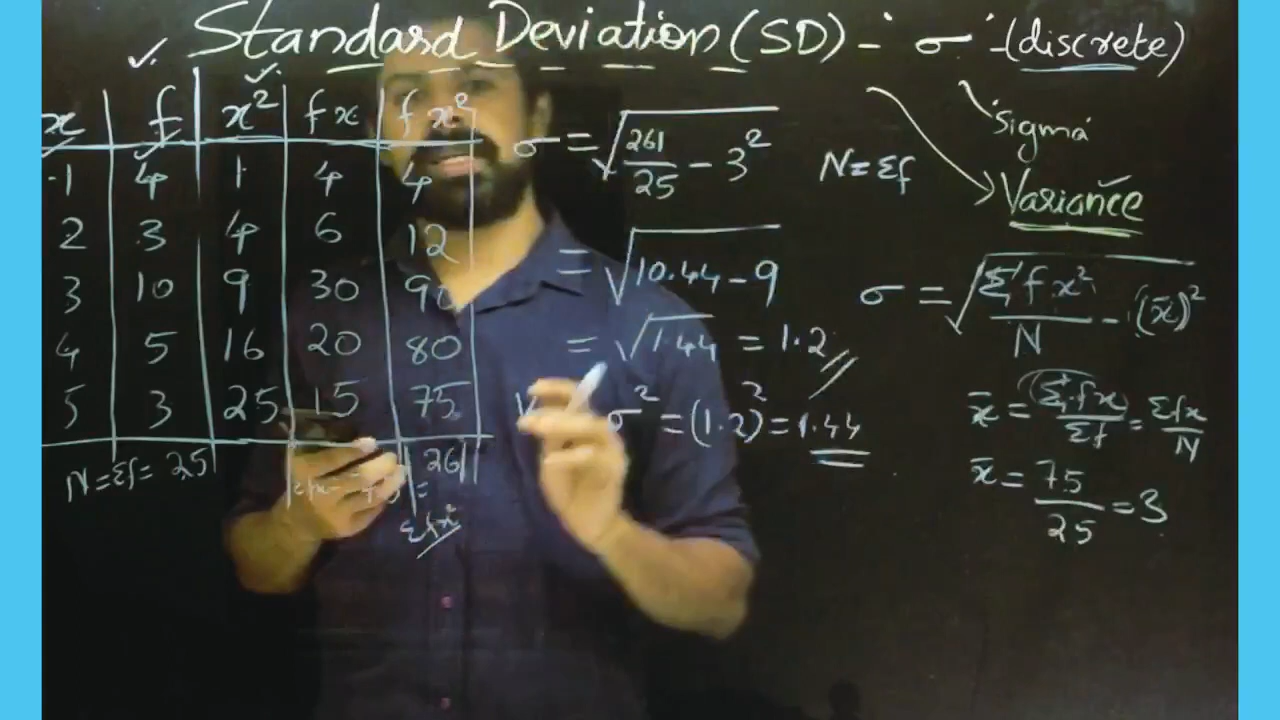 Standard Deviation (SD) - σ - (discrete)
x f x² fx fx²
1 4 1 4 4
2 3 4 6 12
3 10 9 30 90
4 5 16 20 80
5 3 25 15 75
N = Σf = 25
261
= Σfx²
σ = √(261/25 - 3²)
= √(10.44 - 9)
= √1.44 = 1.2
σ² = (1.2)² = 1.44
N = Σf
Sigma
Variance
σ = √(Σfx²/N - (x̄)²)
x̄ = Σfx/Σf = Σfx/N
x̄ = 75/25 = 3